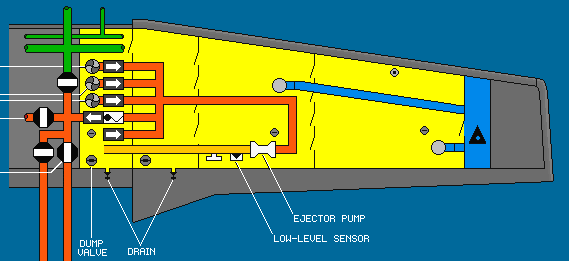 EJECTOR PUMP
LOW-LEVEL SENSOR
DUMP
VALVE
DRAIN